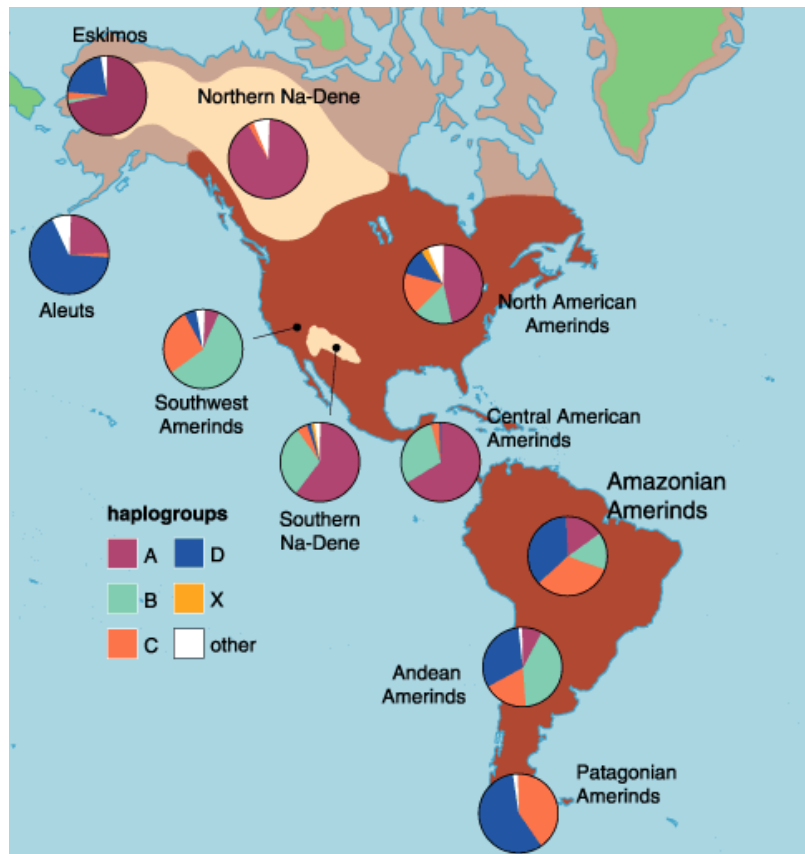 Eskimos
Northern Na-Dene
Aleuts
North American
Amerinds
Southwest
Amerinds
Central American
Amerinds
Southern
Na-Dene
Amazonian
Amerinds
haplogroups
A
D
B
X
C
other
Andean
Amerinds
Patagonian
Amerinds